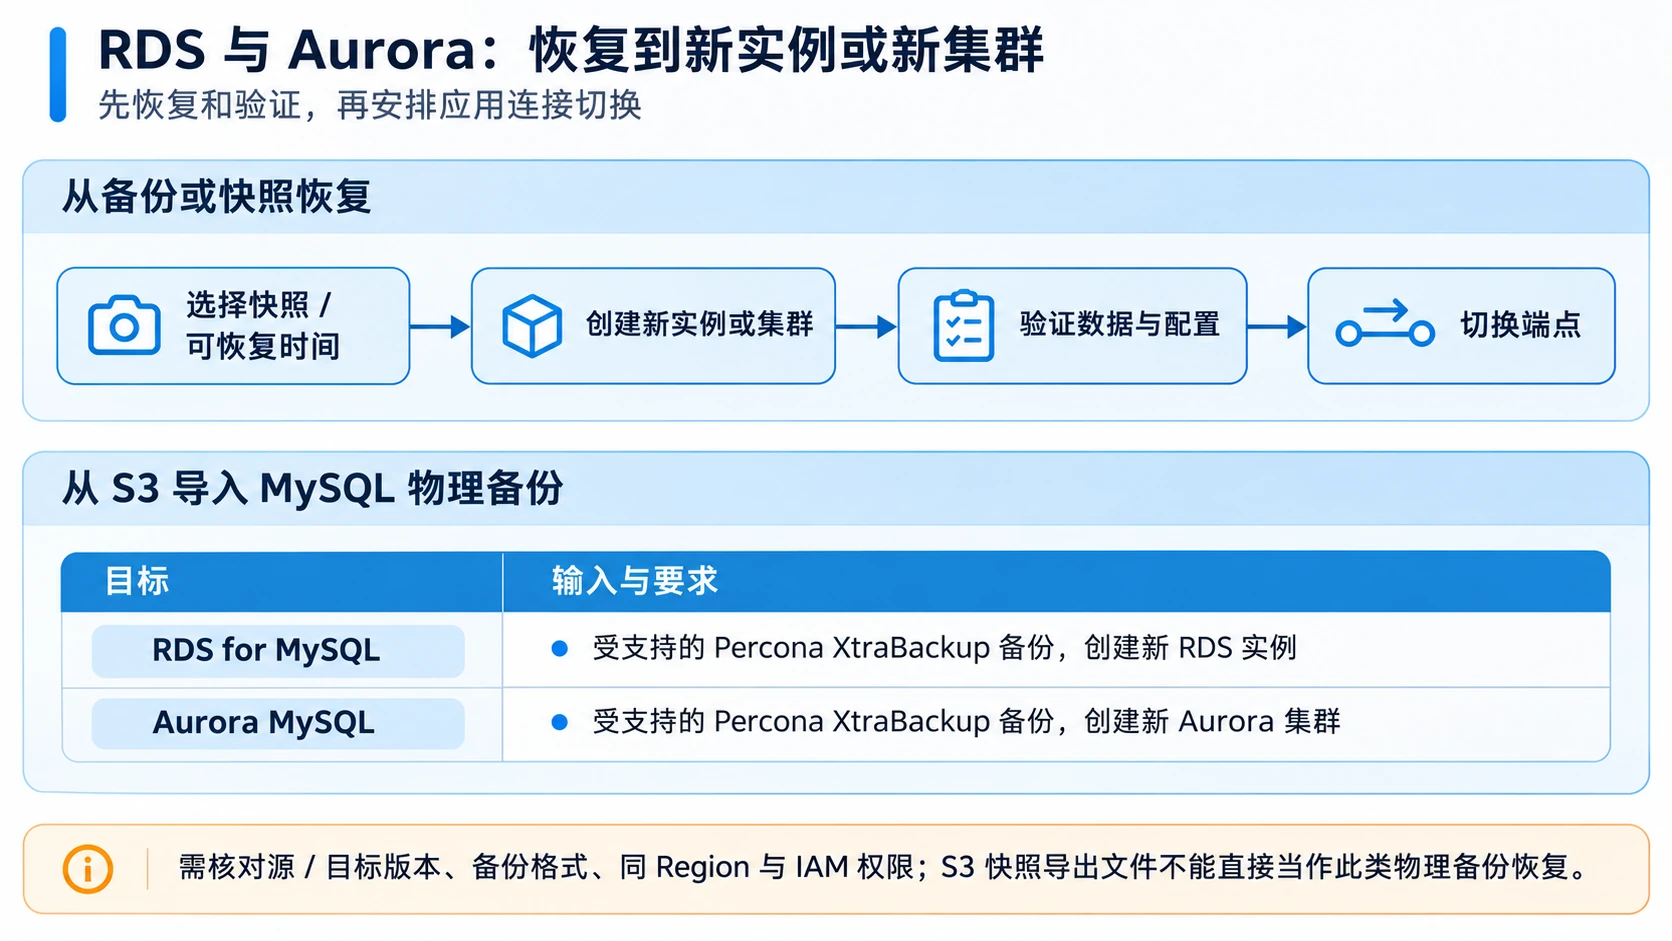 RDS 与 Aurora：恢复到新实例或新集群
先恢复和验证，再安排应用连接切换
从备份或快照恢复
选择快照 /
可恢复时间
创建新实例或集群
验证数据与配置
切换端点
从 S3 导入 MySQL 物理备份
目标
输入与要求
RDS for MySQL
受支持的 Percona XtraBackup 备份，创建新 RDS 实例
Aurora MySQL
受支持的 Percona XtraBackup 备份，创建新 Aurora 集群
需核对源 / 目标版本、备份格式、同 Region 与 IAM 权限；S3 快照导出文件不能直接当作此类物理备份恢复。